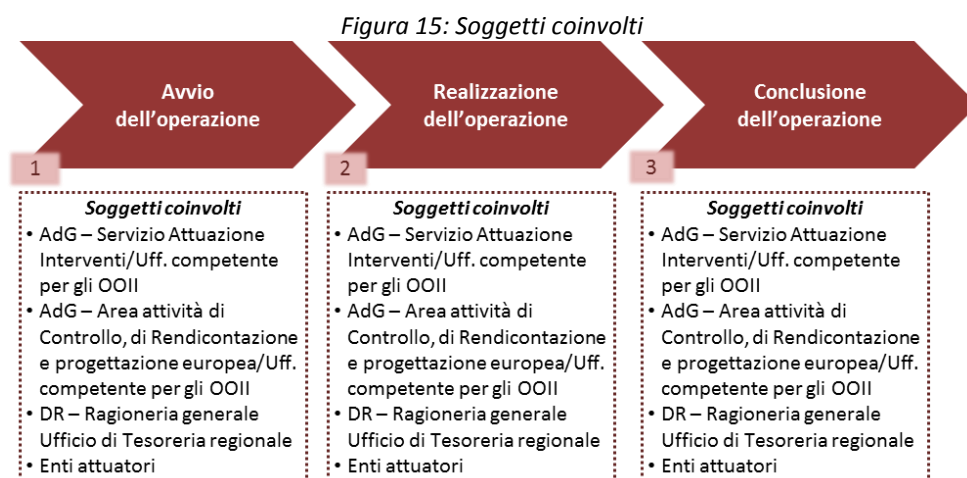 Figura 15: Soggetti coinvolti
Avvio
dell'operazione
1
Realizzazione
dell'operazione
2
Conclusione
dell'operazione
3
Soggetti coinvolti
• AdG – Servizio Attuazione
Interventi/Uff. competente
per gli OOII
• AdG – Area attività di
Controllo, di Rendicontazione
e progettazione europea/Uff.
competente per gli OOII
• DR – Ragioneria generale
Ufficio di Tesoreria regionale
• Enti attuatori
Soggetti coinvolti
• AdG – Servizio Attuazione
Interventi/Uff. competente
per gli OOII
• AdG – Area attività di
Controllo, di Rendicontazione
e progettazione europea/Uff.
competente per gli OOII
• DR – Ragioneria generale
Ufficio di Tesoreria regionale
• Enti attuatori
Soggetti coinvolti
• AdG – Servizio Attuazione
Interventi/Uff. competente
per gli OOII
• AdG – Area attività di
Controllo, di Rendicontazione
e progettazione europea/Uff.
competente per gli OOII
• DR – Ragioneria generale
Ufficio di Tesoreria regionale
• Enti attuatori